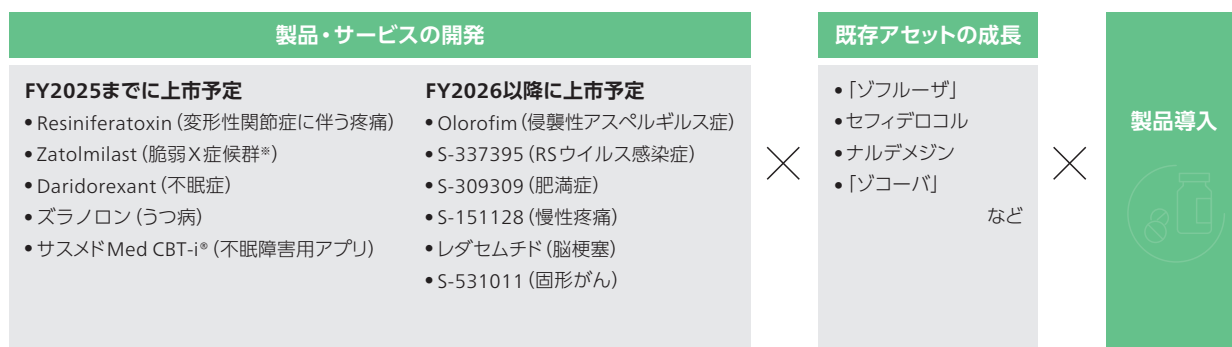 製品・サービスの開発
FY2025までに上市予定
•Resiniferatoxin（変形性関節症に伴う疼痛）
•Zatolmilast（脆弱X症候群※）
•Daridorexant（不眠症）
•ズラノロン（うつ病）
•サスメドMed CBT-i®（不眠障害用アプリ）
FY2026以降に上市予定
•Olorofim（侵襲性アスペルギルス症）
•S-337395（RSウイルス感染症）
•S-309309（肥満症）
•S-151128（慢性疼痛）
•レダセムチド（脳梗塞）
•S-531011（固形がん）
×
既存アセットの成長
•「ゾフルーザ」
•セフィデロコル
•ナルデメジン
•「ゾコーバ」
など
×
製品導入